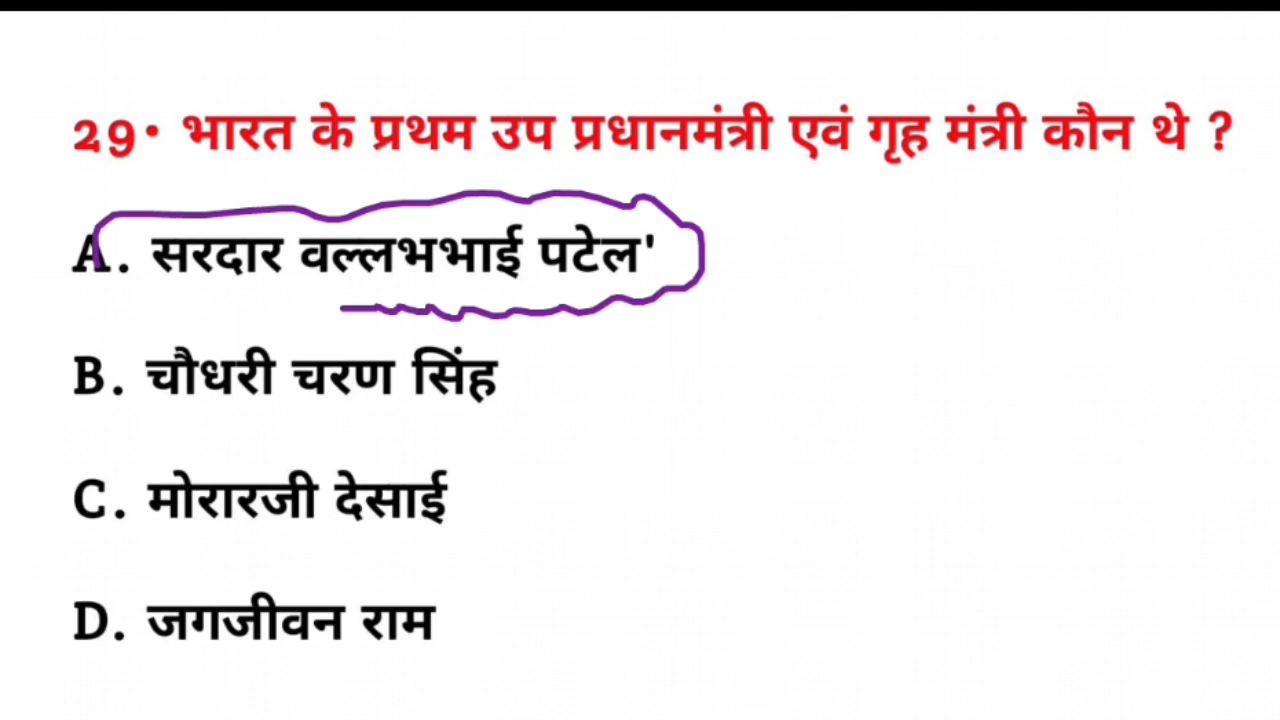 29• भारत के प्रथम उप प्रधानमंत्री एवं गृह मंत्री कौन थे ?
A. सरदार वल्लभभाई पटेल'
B. चौधरी चरण सिंह
C. मोरारजी देसाई
D. जगजीवन राम